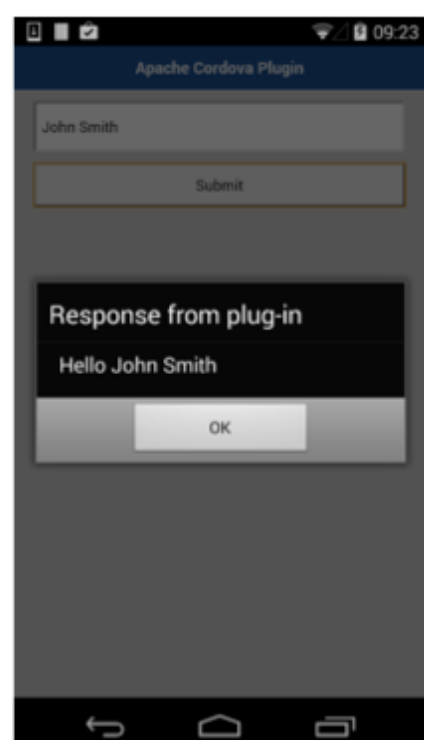 09:23
Apache Cordova Plugin
John Smith
Submit
Response from plug-in
Hello John Smith
OK